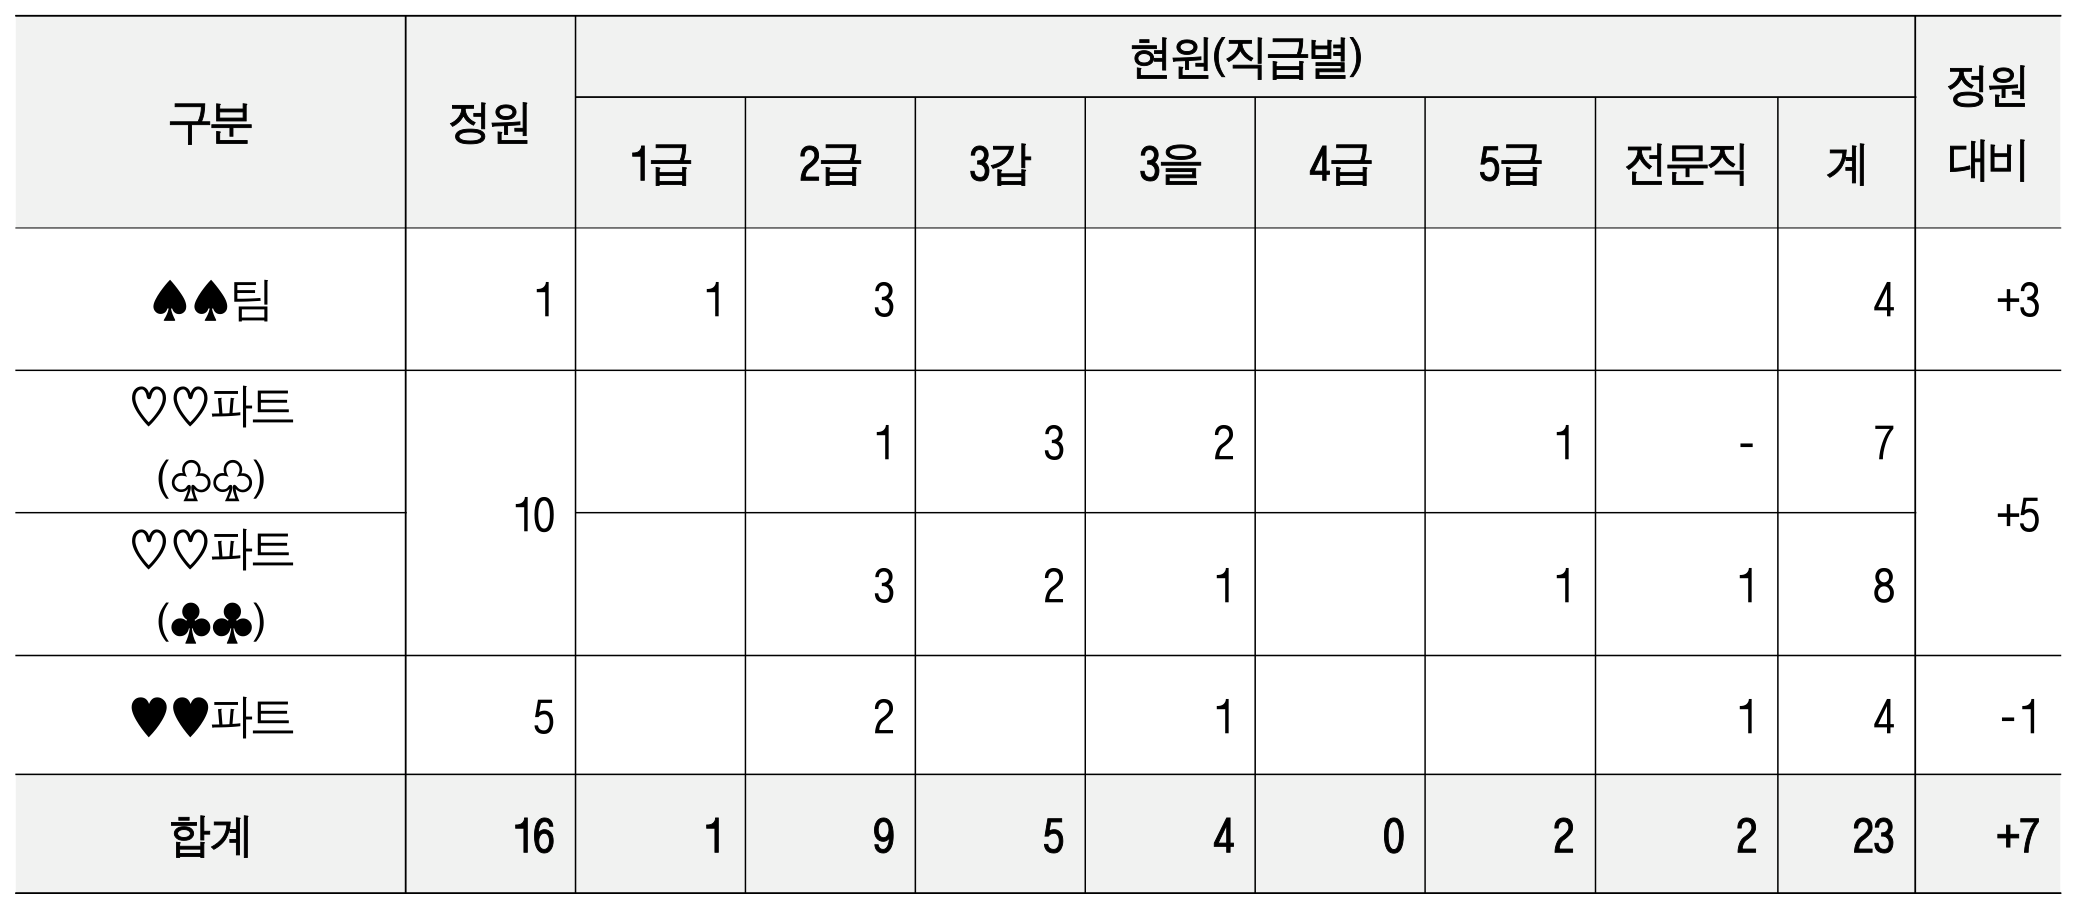 구분 정원 현원(직급별) 정원
대비
1급 2급 3갑 3을 4급 5급 전문직 계
♠♠팀 1 1 3 4 +3
♡♡파트
(♧♧) 1 3 2 1 - 7
10 +5
♡♡파트
(♣♣) 3 2 1 1 1 8
♥♥파트 5 2 1 1 4 -1
합계 16 1 9 5 4 0 2 2 23 +7